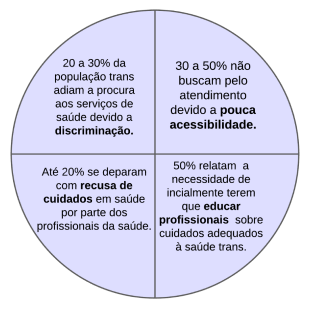 20 a 30% da
população trans
adiam a procura
aos serviços de
saúde devido a
discriminação.
30 a 50% não
buscam pelo
atendimento
devido a pouca
acessibilidade.
Até 20% se deparam
com recusa de
cuidados em saúde
por parte dos
profissionais da saúde.
50% relatam a
necessidade de
incialmente terem
que educar
profissionais sobre
cuidados adequados
à saúde trans.